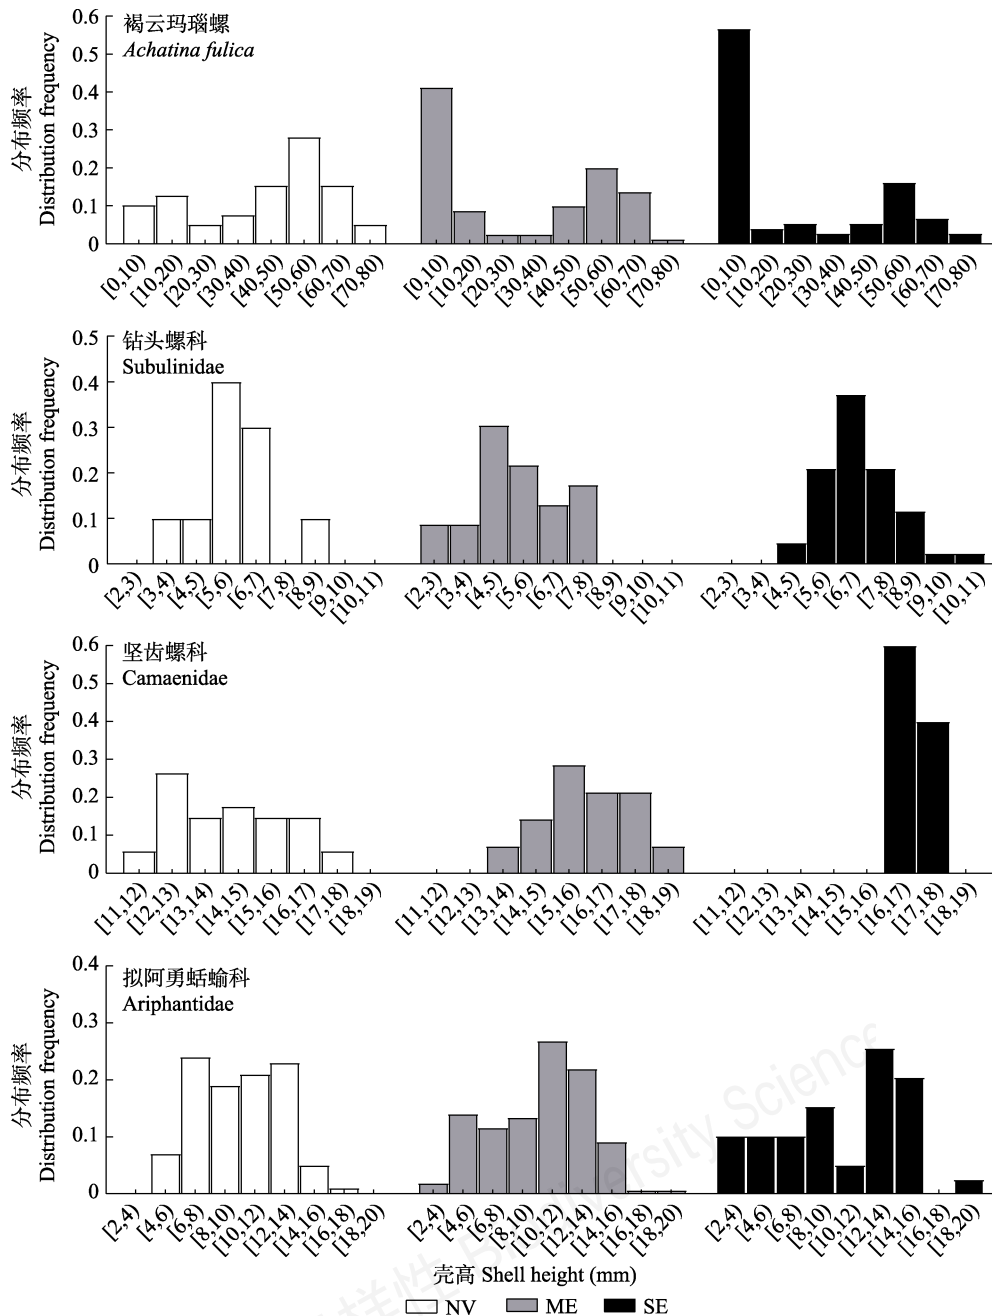 褐云玛瑙螺
Achatina fulica
分布频率
Distribution frequency
0.6
0.5
0.4
0.3
0.2
0.1
0
[0,10) [10,20) [20,30) [30,40) [40,50) [50,60) [60,70) [70,80) [0,10) [10,20) [20,30) [30,40) [40,50) [50,60) [60,70) [70,80) [0,10) [10,20) [20,30) [30,40) [40,50) [50,60) [60,70) [70,80)
钻头螺科
Subulinidae
分布频率
Distribution frequency
0.5
0.4
0.3
0.2
0.1
0
[2,3) [3,4) [4,5) [5,6) [6,7) [7,8) [8,9) [9,10) [10,11) [2,3) [3,4) [4,5) [5,6) [6,7) [7,8) [8,9) [9,10) [10,11) [2,3) [3,4) [4,5) [5,6) [6,7) [7,8) [8,9) [9,10) [10,11)
坚齿螺科
Camaenidae
分布频率
Distribution frequency
0.6
0.5
0.4
0.3
0.2
0.1
0
[11,12) [12,13) [13,14) [14,15) [15,16) [16,17) [17,18) [18,19) [11,12) [12,13) [13,14) [14,15) [15,16) [16,17) [17,18) [18,19) [11,12) [12,13) [13,14) [14,15) [15,16) [16,17) [17,18) [18,19)
拟阿勇蛞蝓科
Ariphantidae
分布频率
Distribution frequency
0.4
0.3
0.2
0.1
0
[2,4) [4,6) [6,8) [8,10) [10,12) [12,14) [14,16) [16,18) [18,20) [2,4) [4,6) [6,8) [8,10) [10,12) [12,14) [14,16) [16,18) [18,20) [2,4) [4,6) [6,8) [8,10) [10,12) [12,14) [14,16) [16,18) [18,20)
壳高 Shell height (mm)
NV ME SE
样性 Biodiversity Science